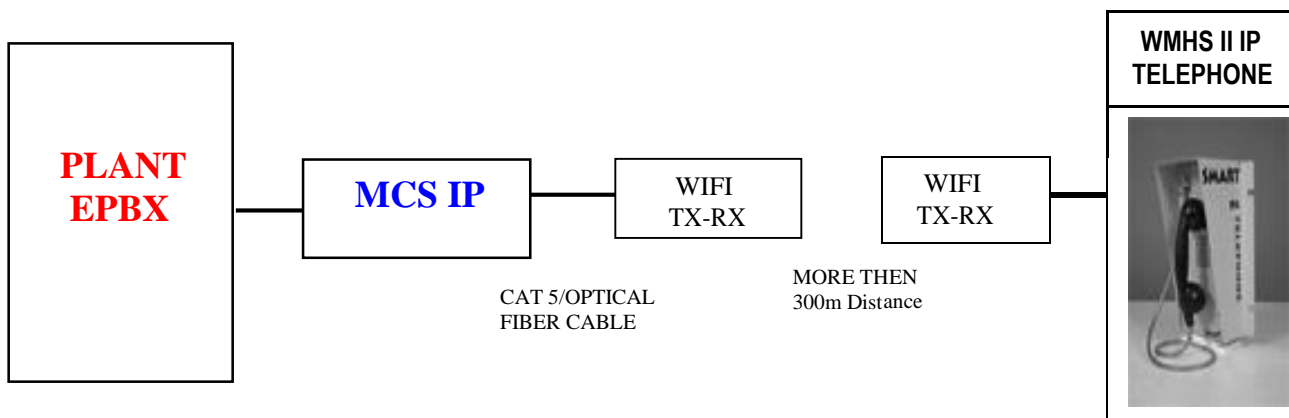 PLANT
EPBX
MCS IP
WIFI
TX-RX
CAT 5/OPTICAL
FIBER CABLE
WIFI
TX-RX
MORE THEN
300m Distance
WMHS II IP
TELEPHONE
SMART